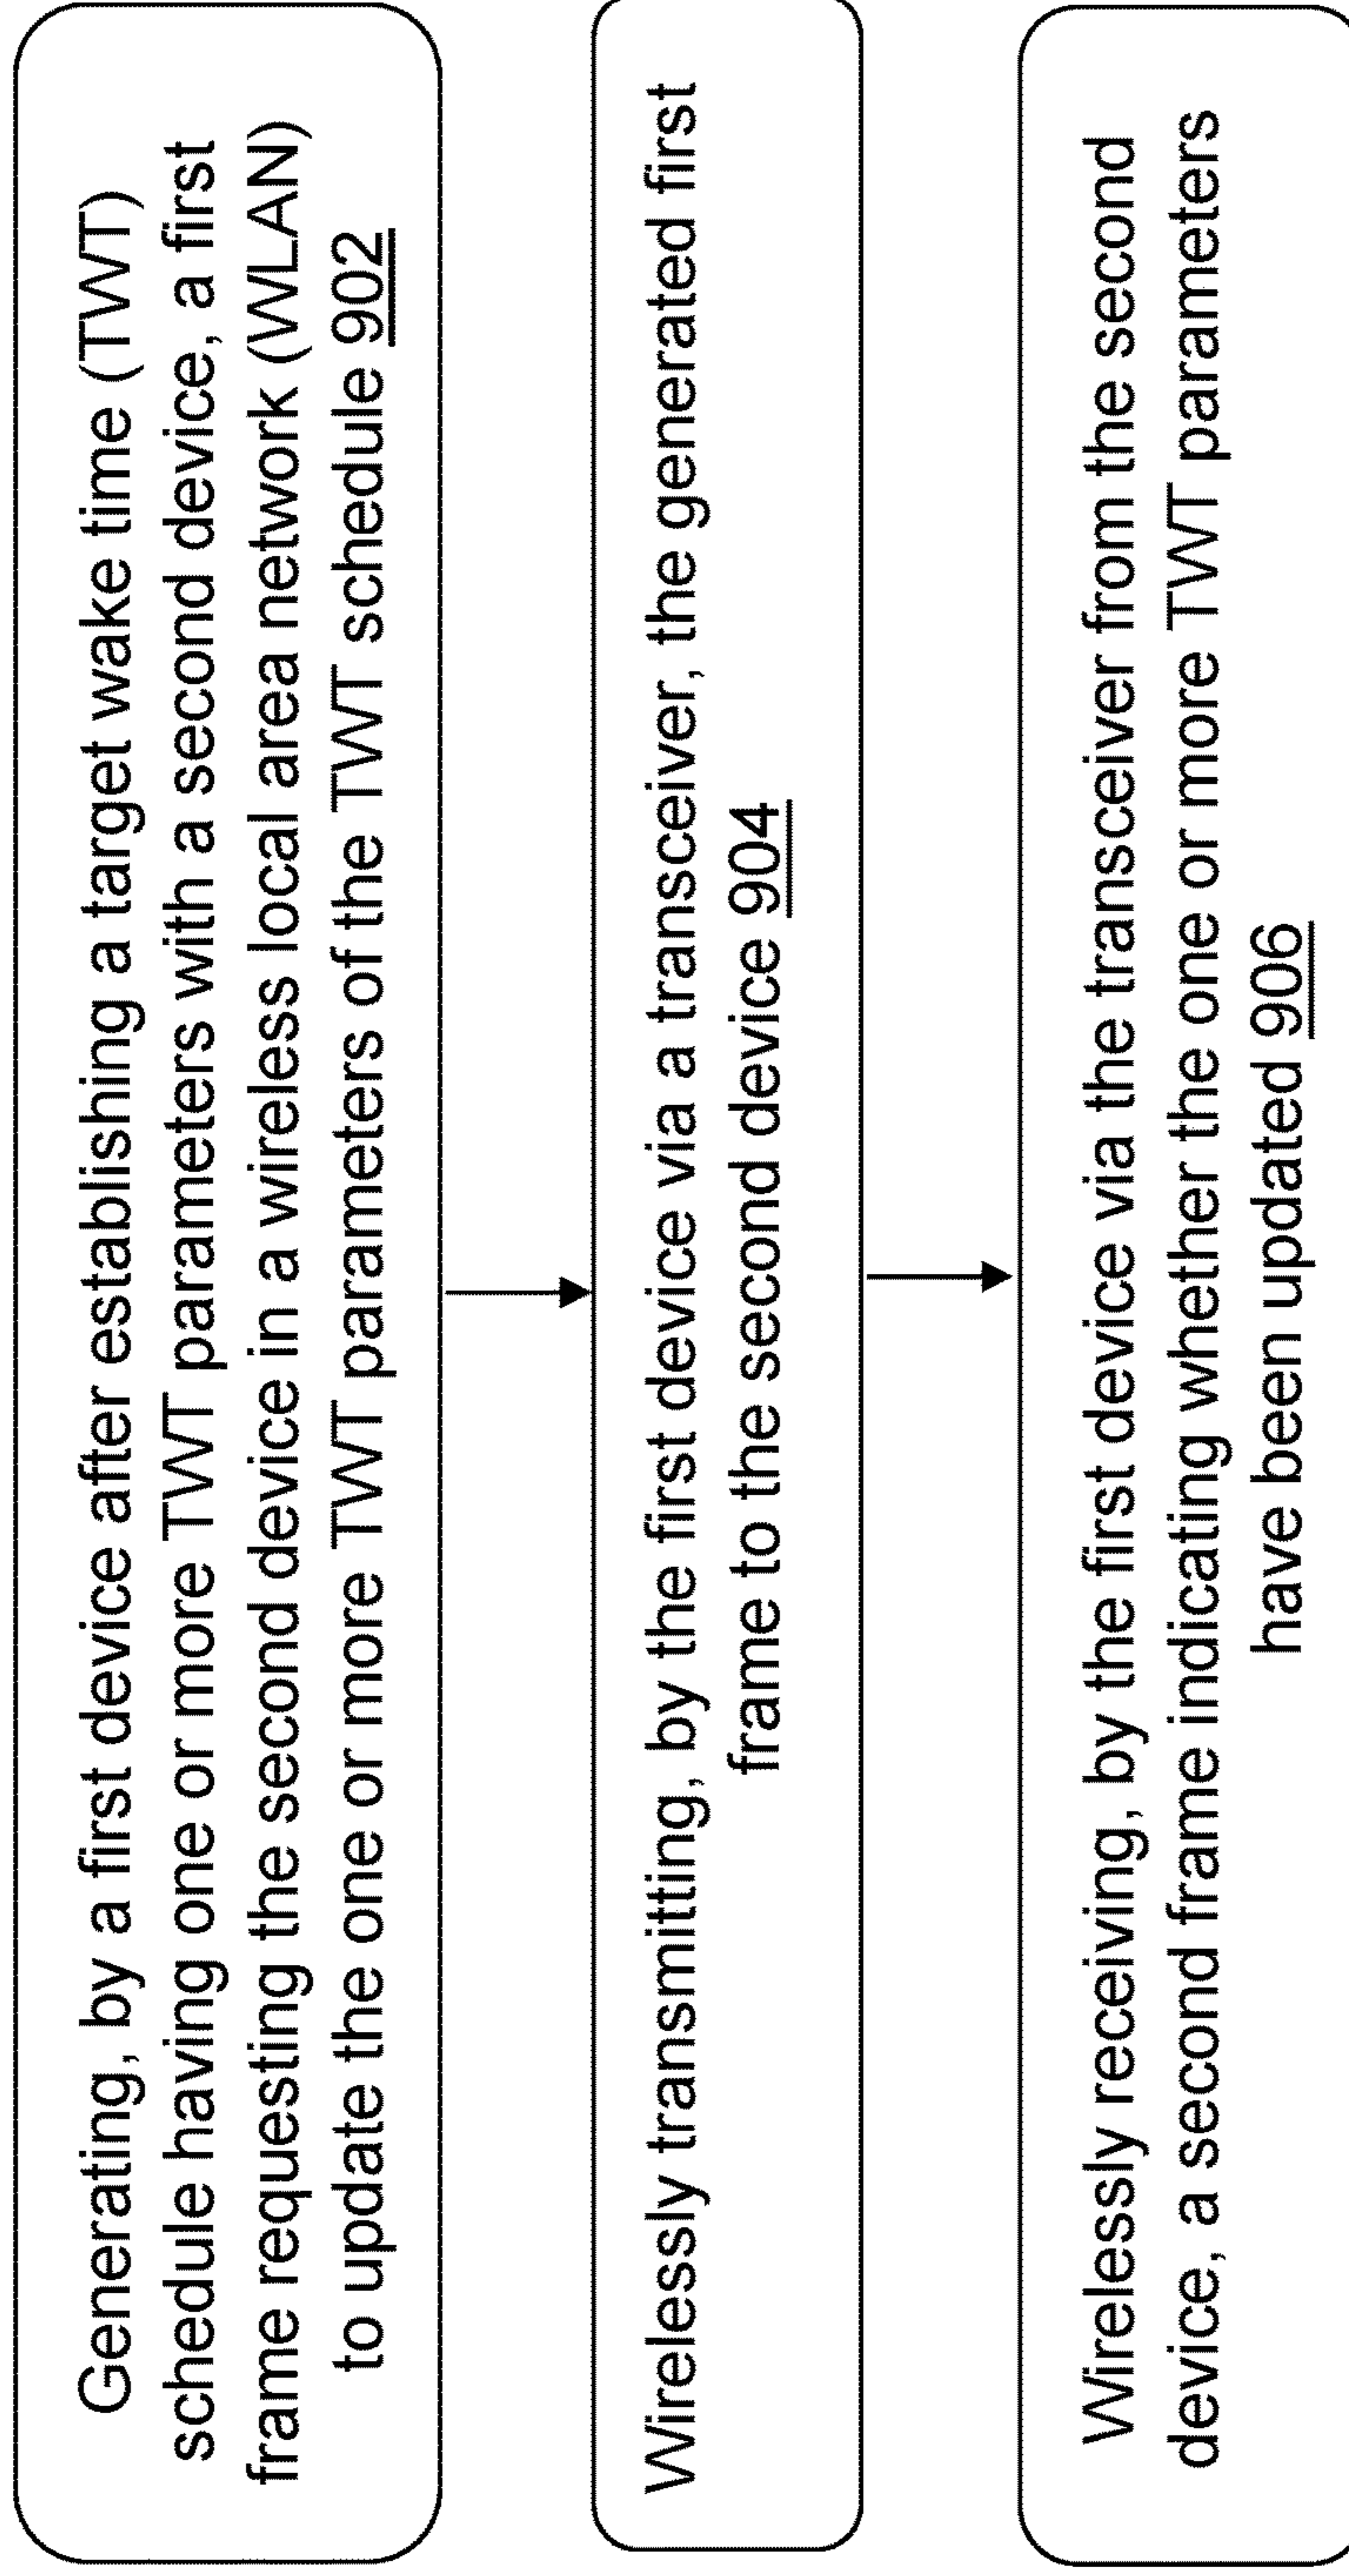 Generating, by a first device after establishing a target wake time (TWT)
schedule having one or more TWT parameters with a second device, a first
frame requesting the second device in a wireless local area network (WLAN)
to update the one or more TWT parameters of the TWT schedule 902
Wirelessly transmitting, by the first device via a transceiver, the generated first
frame to the second device 904
Wirelessly receiving, by the first device via the transceiver from the second
device, a second frame indicating whether the one or more TWT parameters
have been updated 906